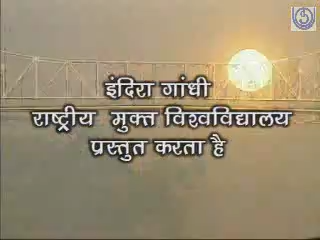 इंदिरा गांधी
राष्ट्रीय मुक्त विश्वविद्यालय
प्रस्तुत करता है